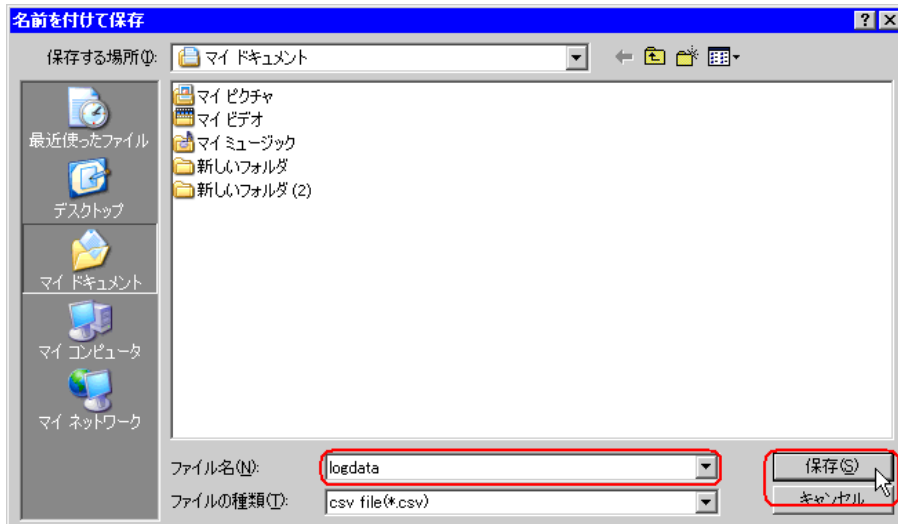 名前を付けて保存
保存する場所(I):
マイ ドキュメント
最近使ったファイル
デスクトップ
マイ ドキュメント
マイ コンピュータ
マイ ネットワーク
マイ ピクチャ
マイ ビデオ
マイ ミュージック
新しいフォルダ
新しいフォルダ (2)
ファイル名(N):
logdata
保存(S)
ファイルの種類(T):
csv file(*.csv)
キャンセル